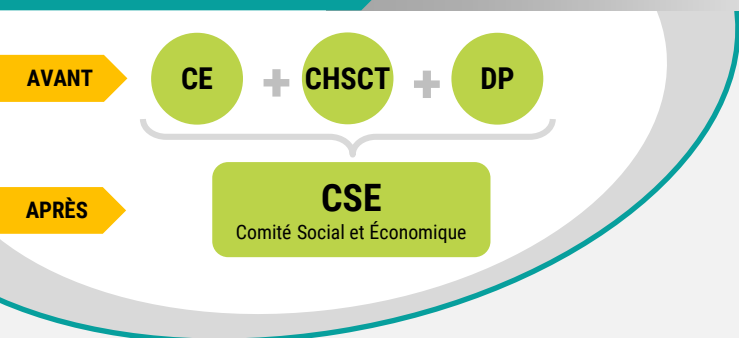 AVANT
CE + CHSCT + DP
APRÈS
CSE
Comité Social et Économique